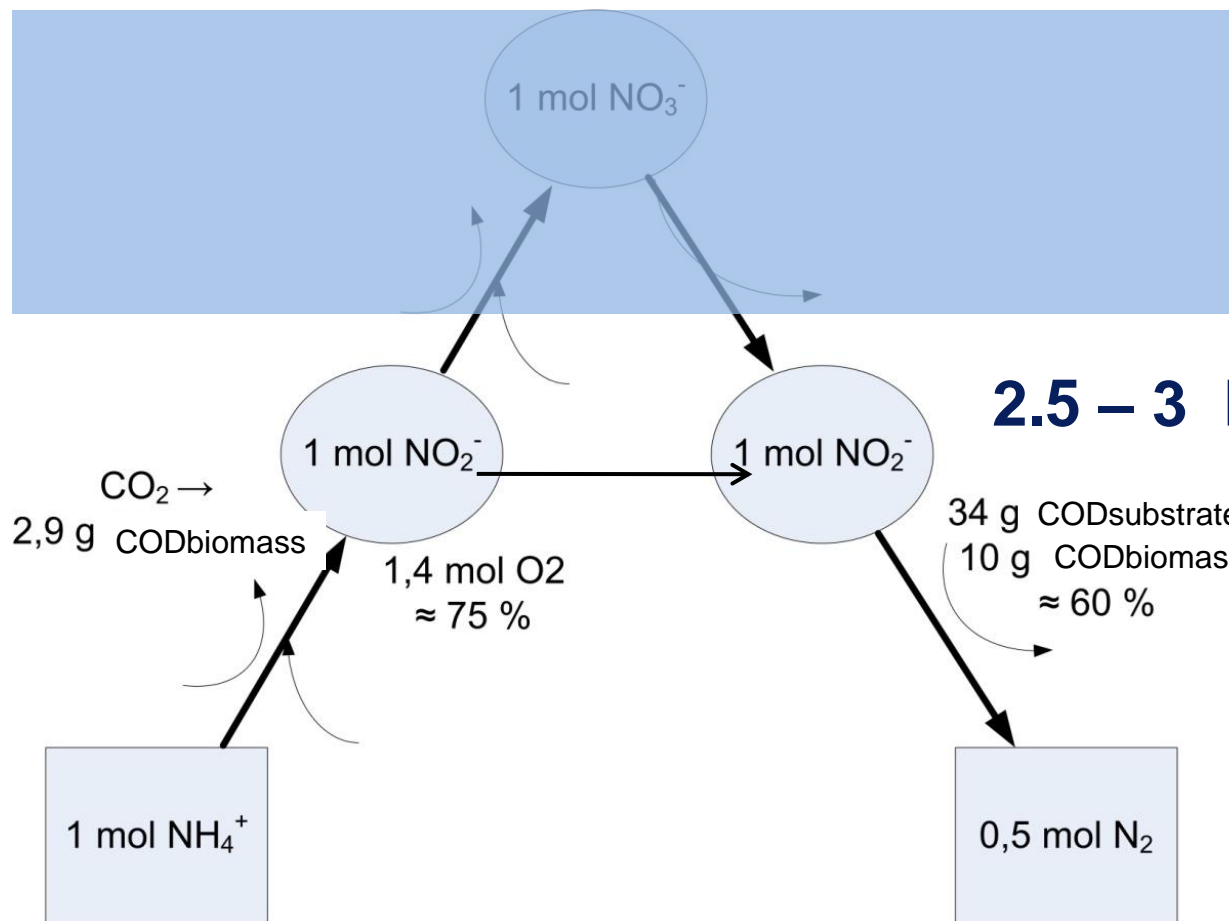 1 mol NO₃⁻
1 mol NO₂⁻
1 mol NO₂⁻
2.5 – 3
CO₂ →
2,9 g CODbiomass
1,4 mol O2
≈ 75 %
34 g CODsubstrate
10 g CODbiomas
≈ 60 %
1 mol NH₄⁺
0,5 mol N₂